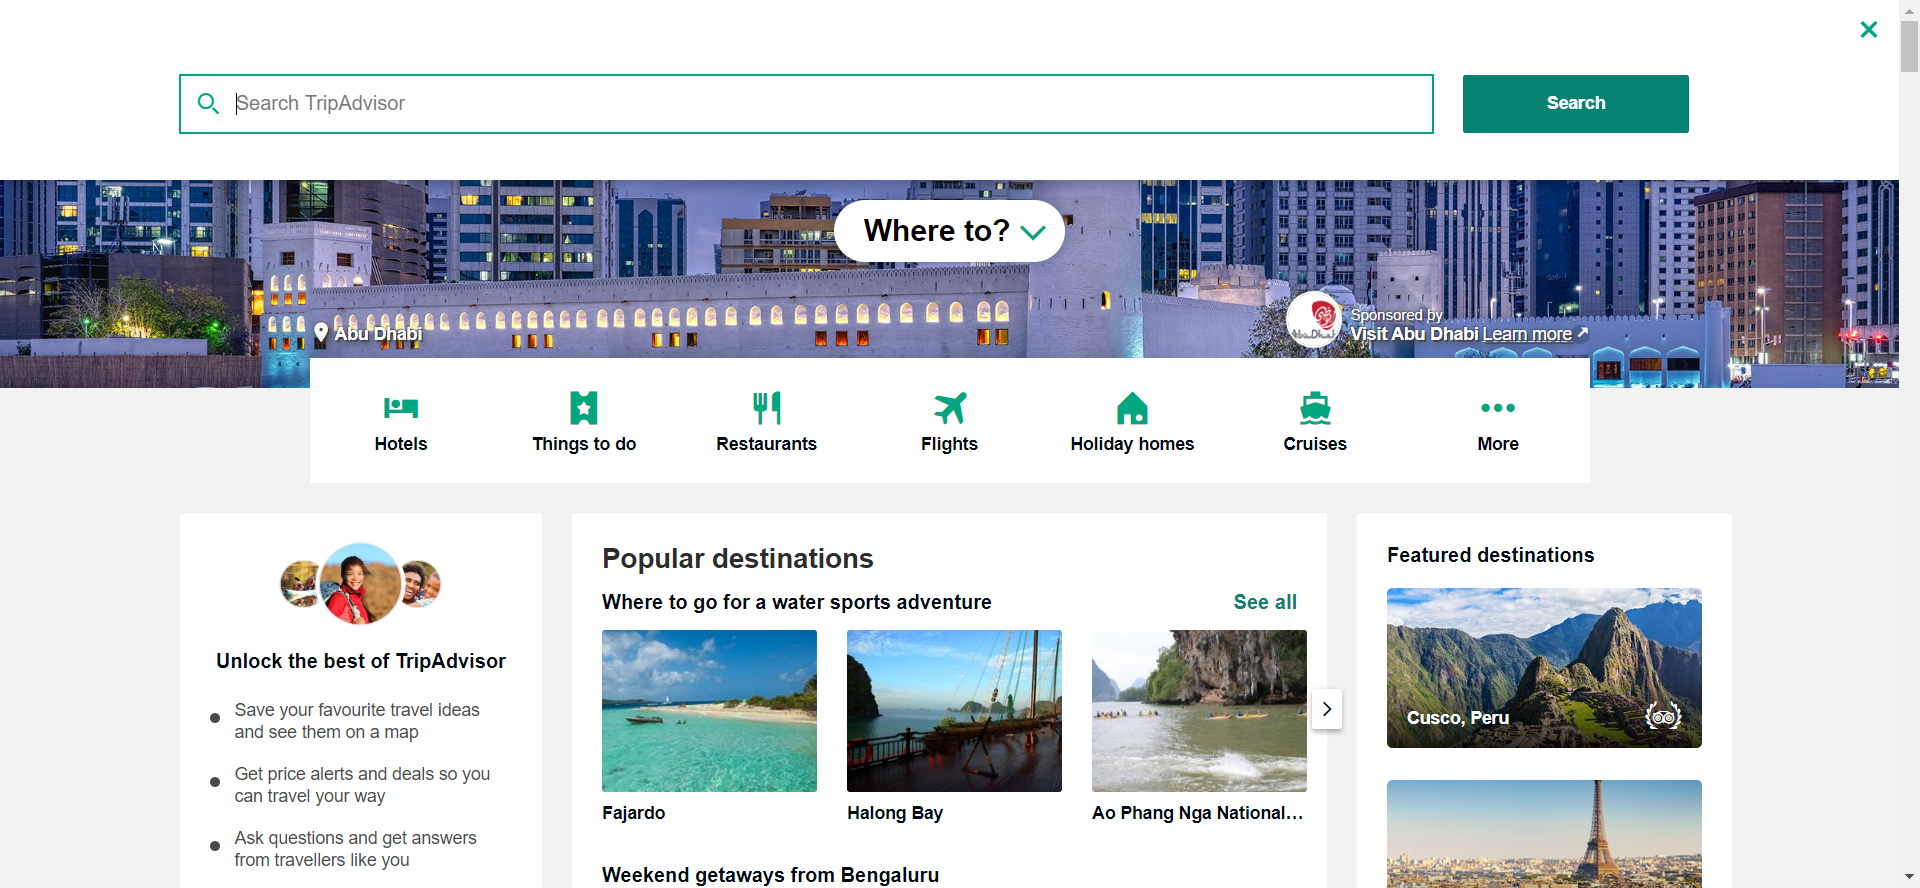 Search TripAdvisor
Search
Where to?
Abu Dhabi
Sponsored by
Visit Abu Dhabi Learn more
Hotels
Things to do
Restaurants
Flights
Holiday homes
Cruises
More
Unlock the best of TripAdvisor
Save your favourite travel ideas
and see them on a map
Get price alerts and deals so you
can travel your way
Ask questions and get answers
from travellers like you
Popular destinations
Where to go for a water sports adventure
See all
Fajardo
Halong Bay
Ao Phang Nga National...
Weekend getaways from Bengaluru
Featured destinations
Cusco, Peru